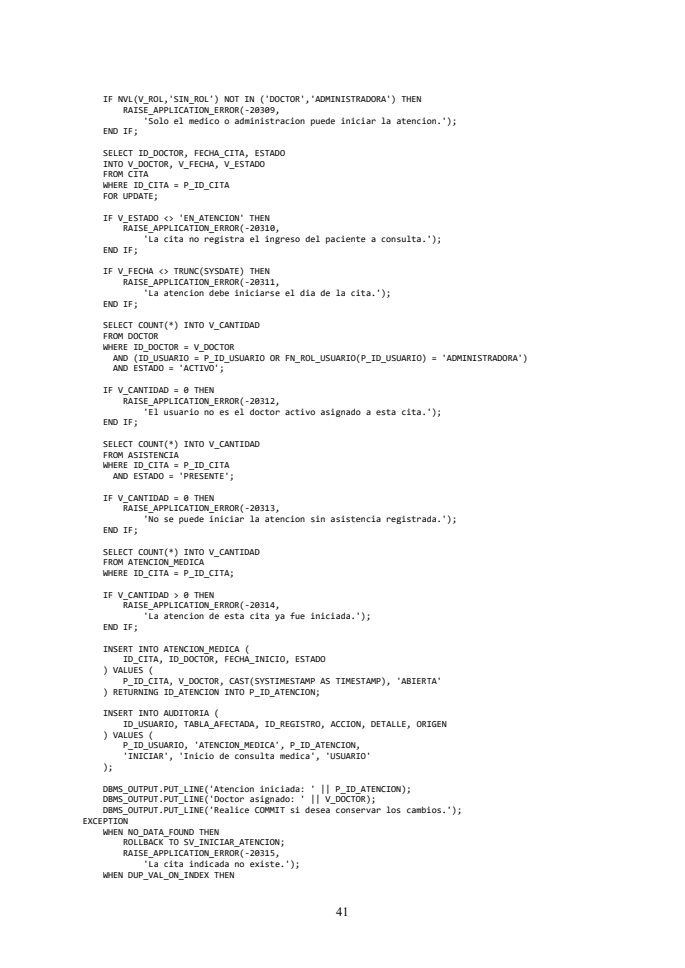 IF NVL(V_ROL,'SIN_ROL') NOT IN ('DOCTOR','ADMINISTRADORA') THEN
RAISE_APPLICATION_ERROR(-20309,
'Solo el medico o administracion puede iniciar la atencion.');
END IF;
SELECT ID_DOCTOR, FECHA_CITA, ESTADO
INTO V_DOCTOR, V_FECHA, V_ESTADO
FROM CITA
WHERE ID_CITA = P_ID_CITA
FOR UPDATE;
IF V_ESTADO <> 'EN_ATENCION' THEN
RAISE_APPLICATION_ERROR(-20310,
'La cita no registra el ingreso del paciente a consulta.');
END IF;
IF V_FECHA <> TRUNC(SYSDATE) THEN
RAISE_APPLICATION_ERROR(-20311,
'La atencion debe iniciarse el dia de la cita.');
END IF;
SELECT COUNT(*) INTO V_CANTIDAD
FROM DOCTOR
WHERE ID_DOCTOR = V_DOCTOR
AND (ID_USUARIO = P_ID_USUARIO OR FN_ROL_USUARIO(P_ID_USUARIO) = 'ADMINISTRADORA')
AND ESTADO = 'ACTIVO';
IF V_CANTIDAD = 0 THEN
RAISE_APPLICATION_ERROR(-20312,
'El usuario no es el doctor activo asignado a esta cita.');
END IF;
SELECT COUNT(*) INTO V_CANTIDAD
FROM ASISTENCIA
WHERE ID_CITA = P_ID_CITA
AND ESTADO = 'PRESENTE';
IF V_CANTIDAD = 0 THEN
RAISE_APPLICATION_ERROR(-20313,
'No se puede iniciar la atencion sin asistencia registrada.');
END IF;
SELECT COUNT(*) INTO V_CANTIDAD
FROM ATENCION_MEDICA
WHERE ID_CITA = P_ID_CITA;
IF V_CANTIDAD > 0 THEN
RAISE_APPLICATION_ERROR(-20314,
'La atencion de esta cita ya fue iniciada.');
END IF;
INSERT INTO ATENCION_MEDICA (
ID_CITA, ID_DOCTOR, FECHA_INICIO, ESTADO
) VALUES (
P_ID_CITA, V_DOCTOR, CAST(SYSTIMESTAMP AS TIMESTAMP), 'ABIERTA'
) RETURNING ID_ATENCION INTO P_ID_ATENCION;
INSERT INTO AUDITORIA (
ID_USUARIO, TABLA_AFECTADA, ID_REGISTRO, ACCION, DETALLE, ORIGEN
) VALUES (
P_ID_USUARIO, 'ATENCION_MEDICA', P_ID_ATENCION,
'INICIAR', 'Inicio de consulta medica', 'USUARIO'
);
DBMS_OUTPUT.PUT_LINE('Atencion iniciada: ' || P_ID_ATENCION);
DBMS_OUTPUT.PUT_LINE('Doctor asignado: ' || V_DOCTOR);
DBMS_OUTPUT.PUT_LINE('Realice COMMIT si desea conservar los cambios.');
EXCEPTION
WHEN NO_DATA_FOUND THEN
ROLLBACK TO SV_INICIAR_ATENCION;
RAISE_APPLICATION_ERROR(-20315,
'La cita indicada no existe.');
WHEN DUP_VAL_ON_INDEX THEN
41